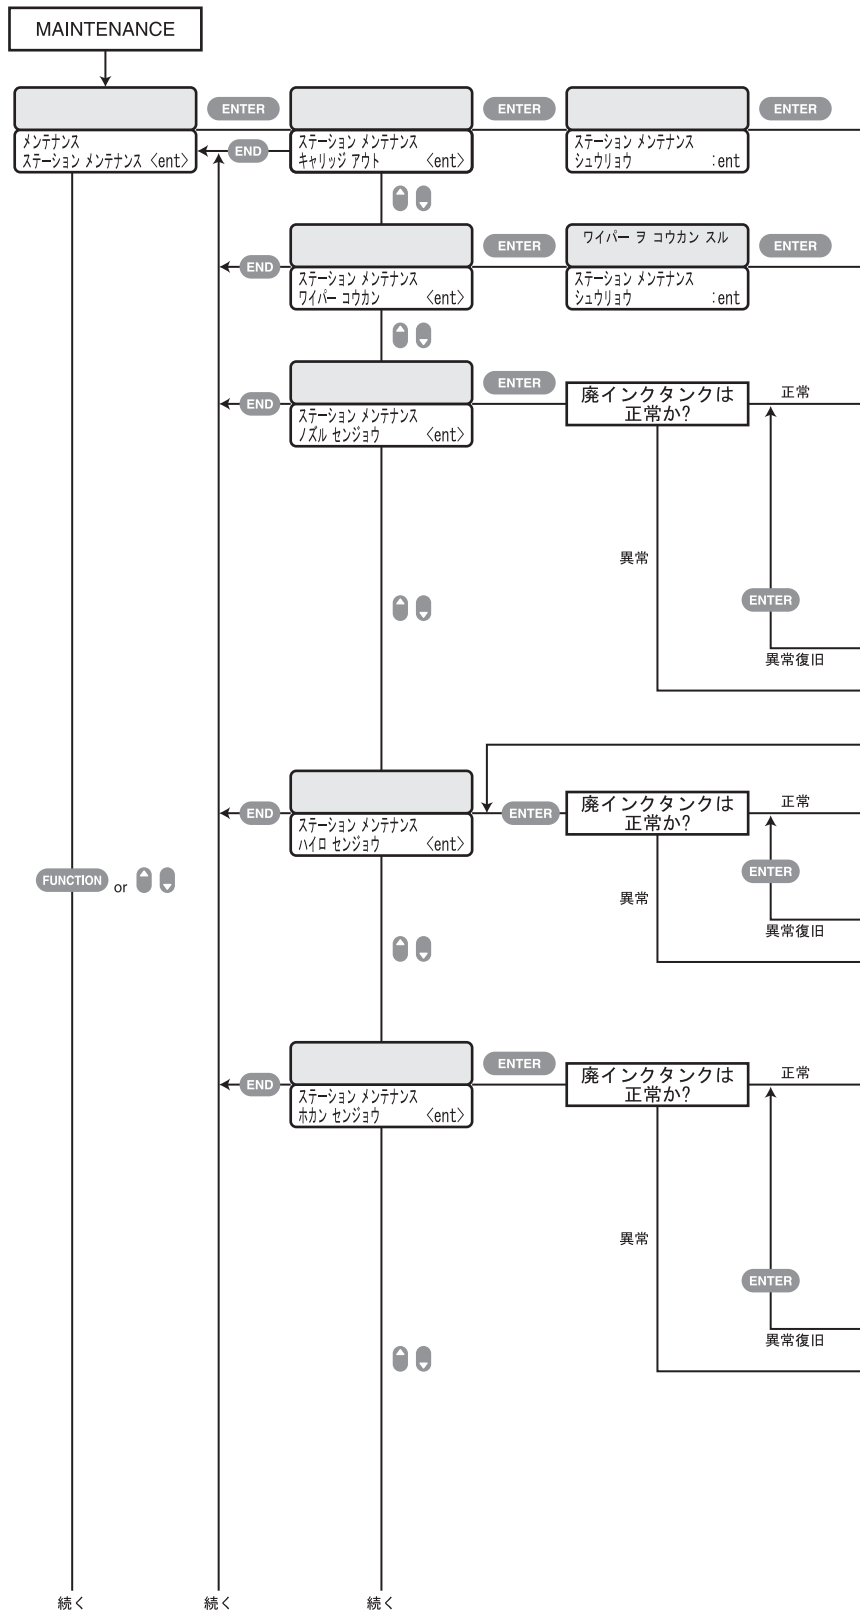 MAINTENANCE
ENTER
ENTER
ENTER
メンテナンス
ステーション メンテナンス <ent>
END
ステーション メンテナンス
キャリッジ アウト <ent>
ステーション メンテナンス
シュウリョウ :ent
ENTER
ワイパー ヲ コウカン スル
ENTER
END
ステーション メンテナンス
ワイパー コウカン <ent>
ステーション メンテナンス
シュウリョウ :ent
ENTER
廃インクタンクは
正常か?
正常
END
ステーション メンテナンス
ノズル センジョウ <ent>
異常
ENTER
異常復旧
END
ENTER
廃インクタンクは
正常か?
正常
ステーション メンテナンス
ハイロ センジョウ <ent>
ENTER
FUNCTION or
異常
異常復旧
ENTER
廃インクタンクは
正常か?
正常
END
ステーション メンテナンス
ホカン センジョウ <ent>
異常
ENTER
異常復旧
続く
続く
続く